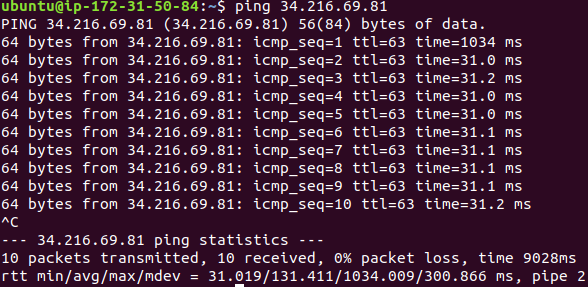 ubuntu@ip-172-31-50-84:~$ ping 34.216.69.81
PING 34.216.69.81 (34.216.69.81) 56(84) bytes of data.
64 bytes from 34.216.69.81: icmp_seq=1 ttl=63 time=1034 ms
64 bytes from 34.216.69.81: icmp_seq=2 ttl=63 time=31.0 ms
64 bytes from 34.216.69.81: icmp_seq=3 ttl=63 time=31.2 ms
64 bytes from 34.216.69.81: icmp_seq=4 ttl=63 time=31.0 ms
64 bytes from 34.216.69.81: icmp_seq=5 ttl=63 time=31.0 ms
64 bytes from 34.216.69.81: icmp_seq=6 ttl=63 time=31.1 ms
64 bytes from 34.216.69.81: icmp_seq=7 ttl=63 time=31.1 ms
64 bytes from 34.216.69.81: icmp_seq=8 ttl=63 time=31.1 ms
64 bytes from 34.216.69.81: icmp_seq=9 ttl=63 time=31.1 ms
64 bytes from 34.216.69.81: icmp_seq=10 ttl=63 time=31.2 ms
^C
--- 34.216.69.81 ping statistics ---
10 packets transmitted, 10 received, 0% packet loss, time 9028ms
rtt min/avg/max/mdev = 31.019/131.411/1034.009/300.866 ms, pipe 2